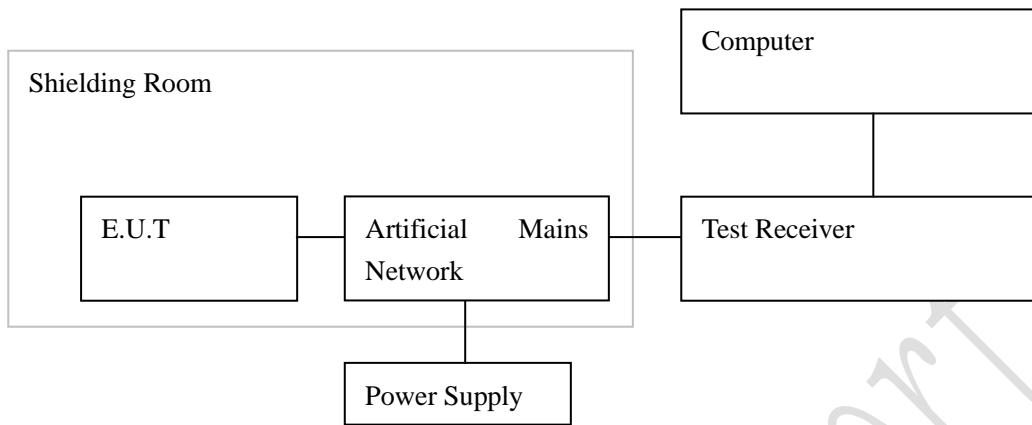 Computer
Shielding Room
E.U.T
Artificial Mains
Network
Test Receiver
Power Supply